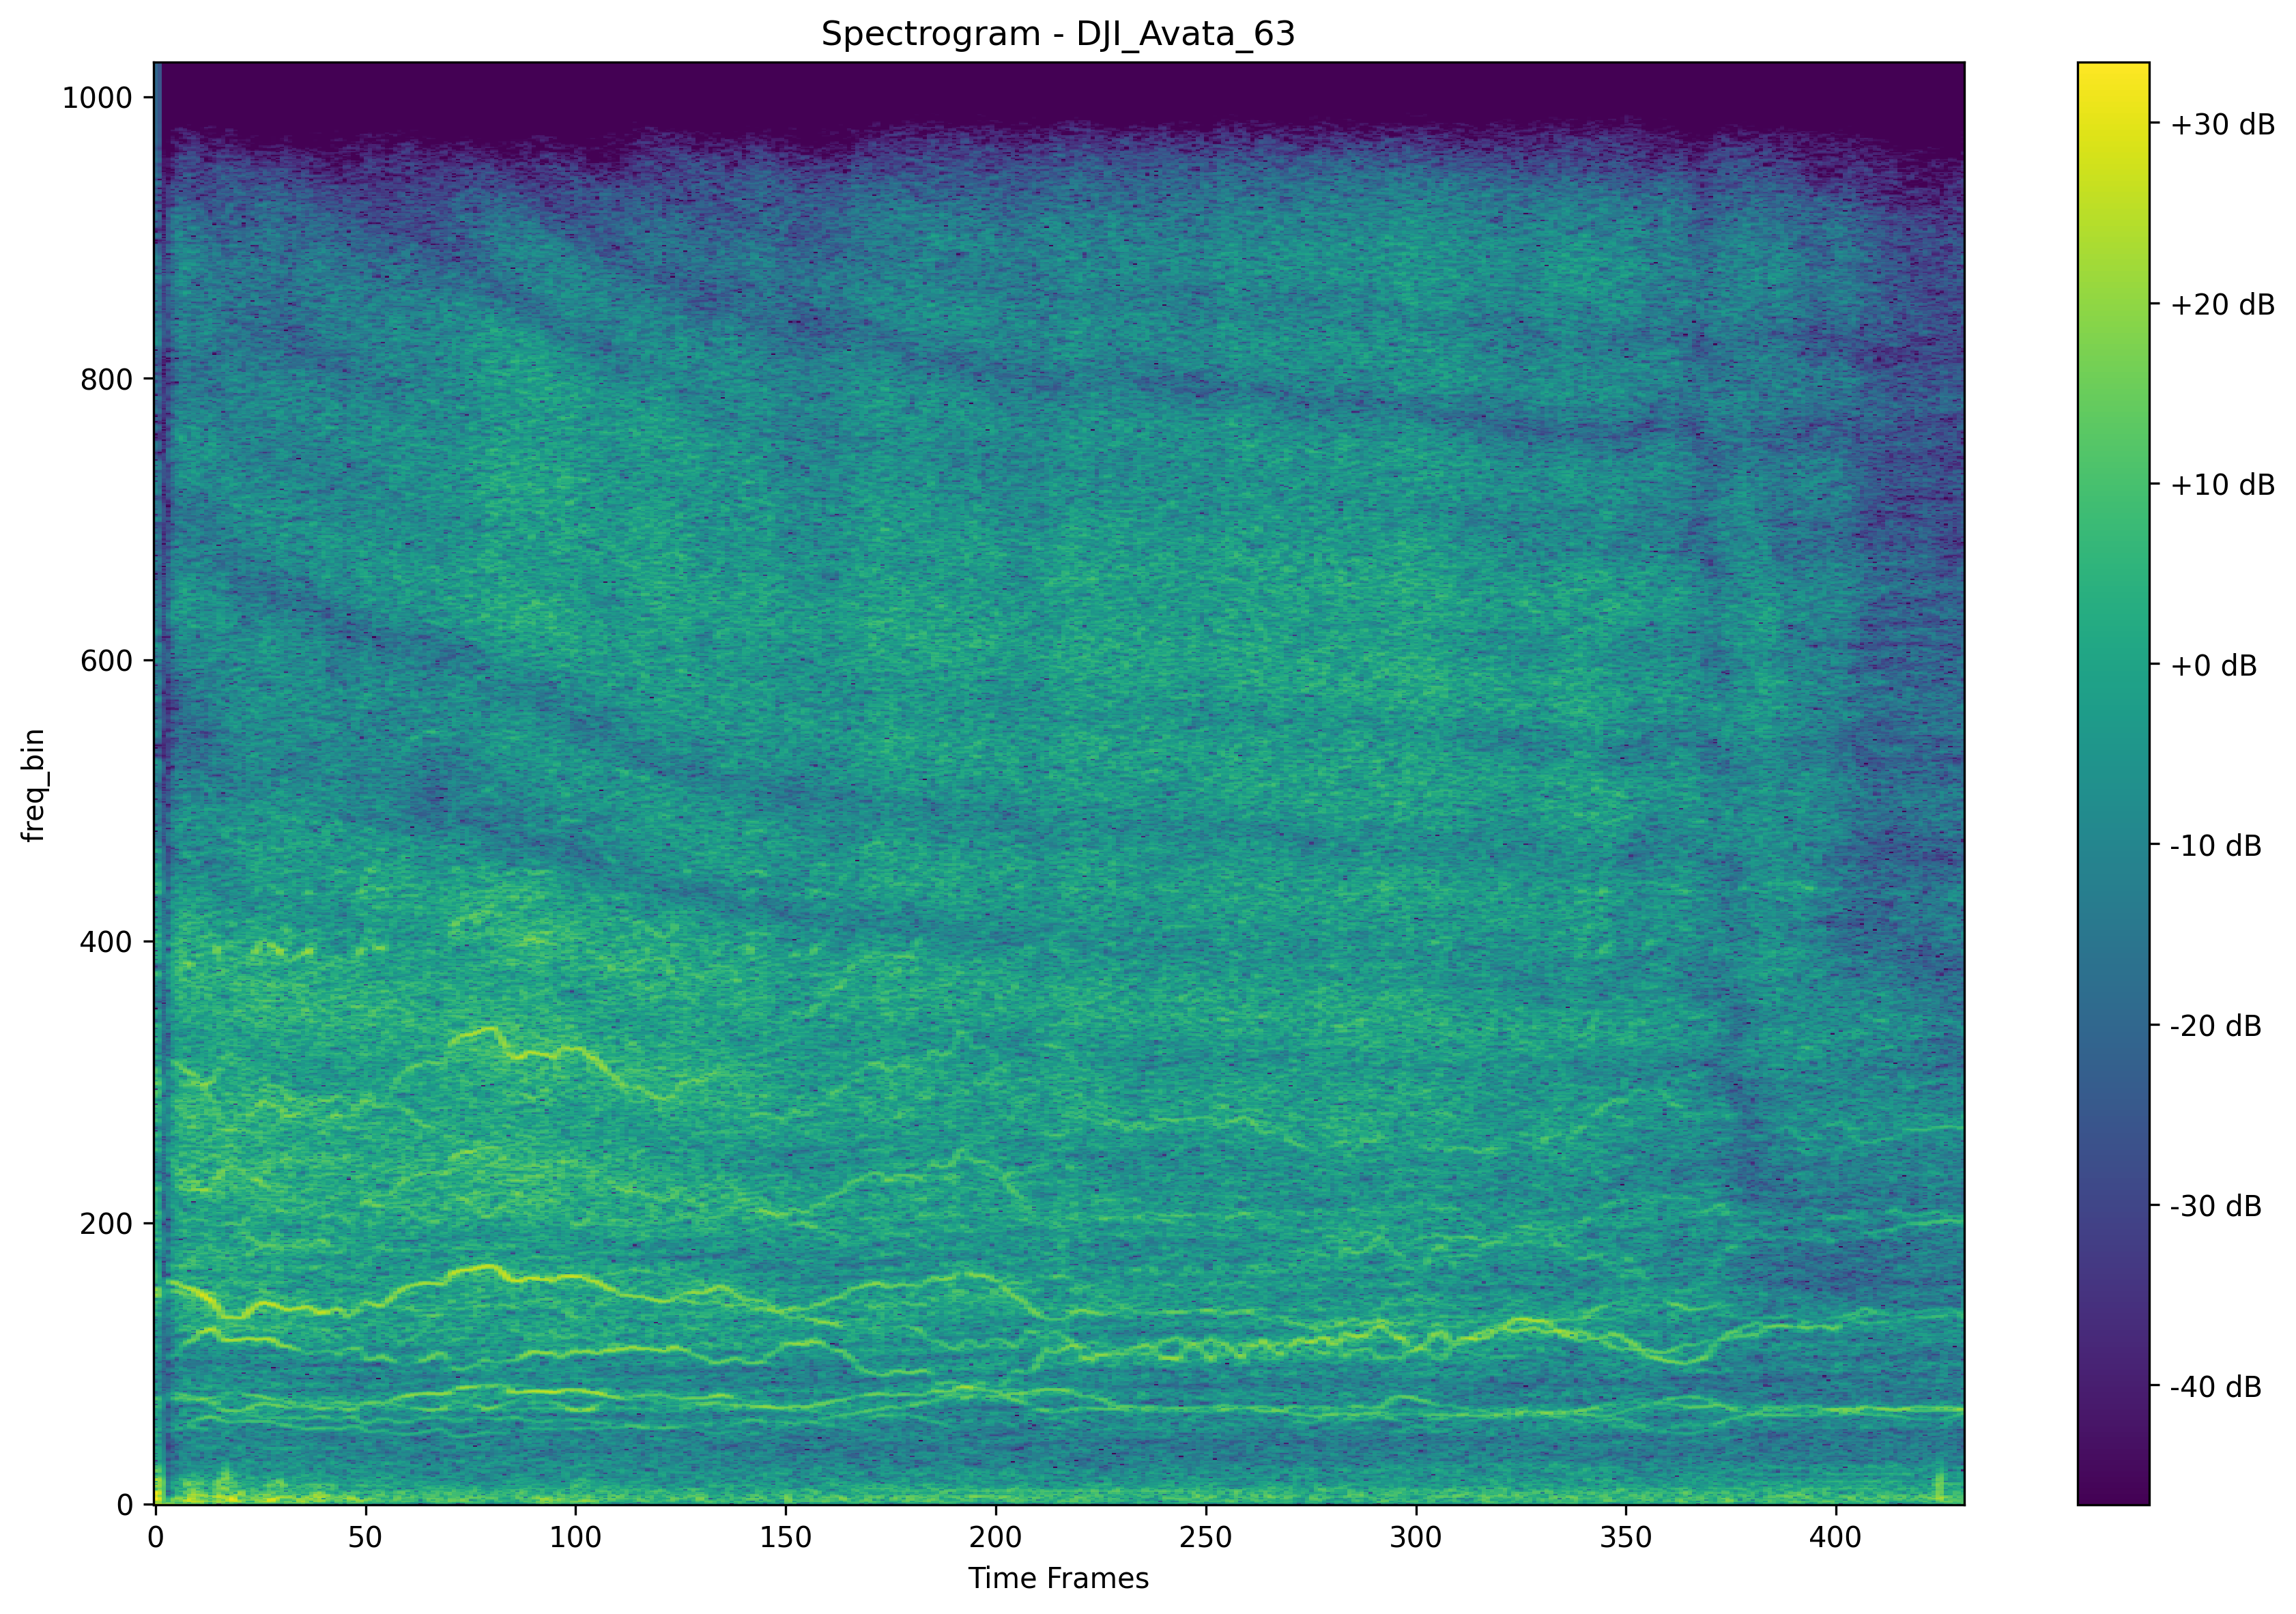 Spectrogram - DJI_Avata_63
freq_bin
1000
800
600
400
200
0
0 50 100 150 200 250 300 350 400
Time Frames
+30 dB
+20 dB
+10 dB
+0 dB
-10 dB
-20 dB
-30 dB
-40 dB